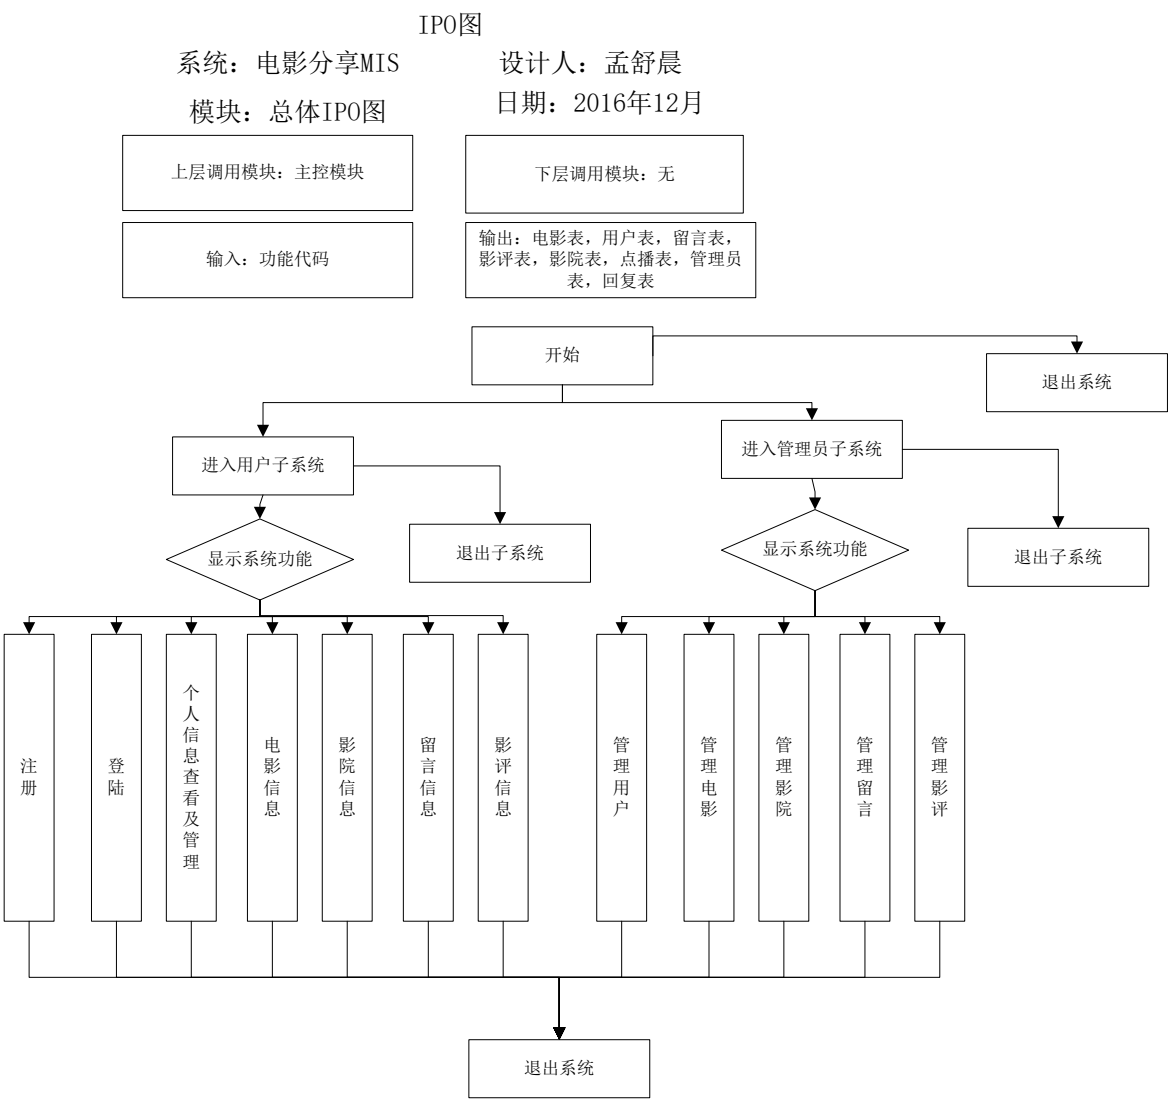 IPO图
系统：电影分享MIS
设计人：孟舒晨
模块：总体IPO图
日期：2016年12月
上层调用模块：主控模块
下层调用模块：无
输入：功能代码
输出：电影表，用户表，留言表，
影评表，影院表，点播表，管理员
表，回复表
开始
退出系统
进入用户子系统
进入管理员子系统
显示系统功能
退出子系统
显示系统功能
退出子系统
注册
登陆
个人信息查看及管理
电影信息
影院信息
留言信息
影评信息
管理用户
管理电影
管理影院
管理留言
管理影评
退出系统